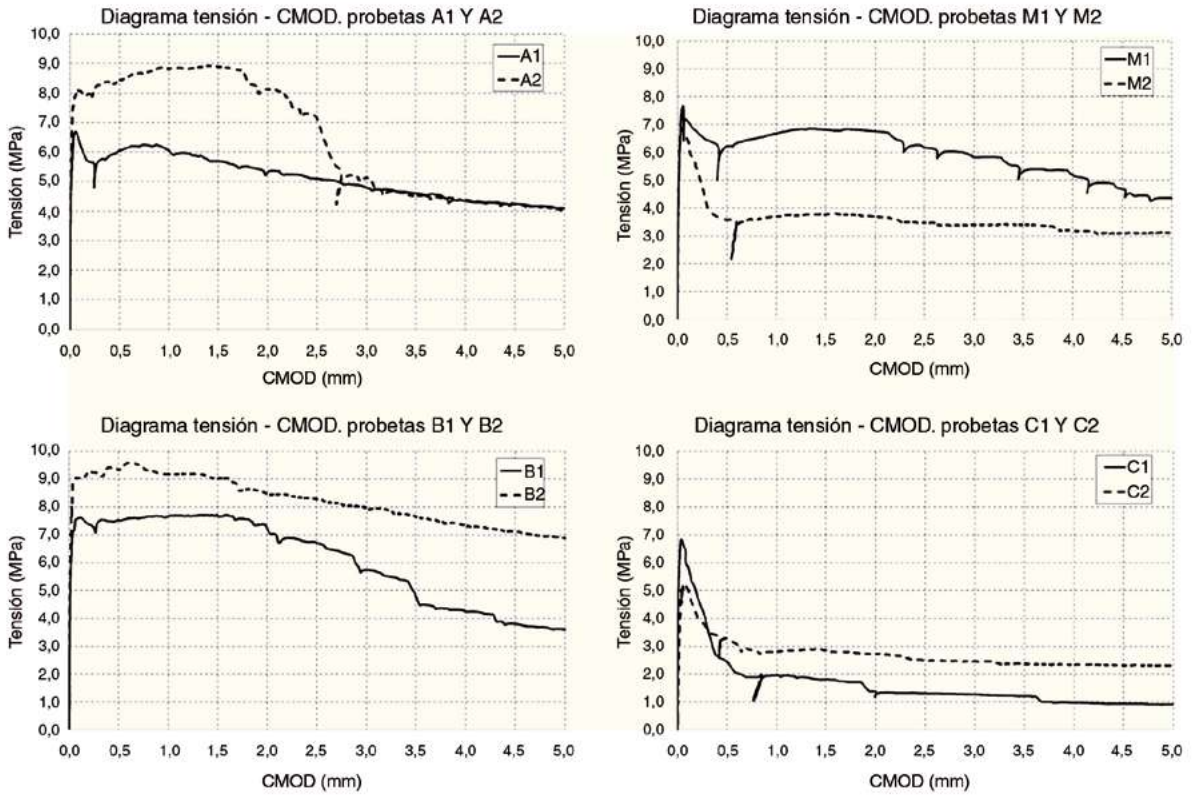 Diagrama tensión - CMOD. probetas A1 Y A2
10,0
9,0
8,0
7,0
6,0
5,0
4,0
3,0
2,0
1,0
0,0
Tensión (MPa)
A1
A2
0,0 0,5 1,0 1,5 2,0 2,5 3,0 3,5 4,0 4,5 5,0
CMOD (mm)
Diagrama tensión - CMOD. probetas M1 Y M2
10,0
9,0
8,0
7,0
6,0
5,0
4,0
3,0
2,0
1,0
0,0
Tensión (MPa)
M1
M2
0,0 0,5 1,0 1,5 2,0 2,5 3,0 3,5 4,0 4,5 5,0
CMOD (mm)
Diagrama tensión - CMOD. probetas B1 Y B2
10,0
9,0
8,0
7,0
6,0
5,0
4,0
3,0
2,0
1,0
0,0
Tensión (MPa)
B1
B2
0,0 0,5 1,0 1,5 2,0 2,5 3,0 3,5 4,0 4,5 5,0
CMOD (mm)
Diagrama tensión - CMOD. probetas C1 Y C2
10,0
9,0
8,0
7,0
6,0
5,0
4,0
3,0
2,0
1,0
0,0
Tensión (MPa)
C1
C2
0,0 0,5 1,0 1,5 2,0 2,5 3,0 3,5 4,0 4,5 5,0
CMOD (mm)